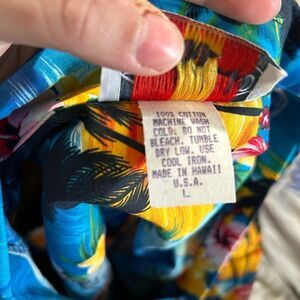 100% COTTON
MACHINE WASH
COLD. DO NOT
BLEACH. TUMBLE
DRY LOW. USE
COOL IRON.
MADE IN HAWAII
U.S.A.
L